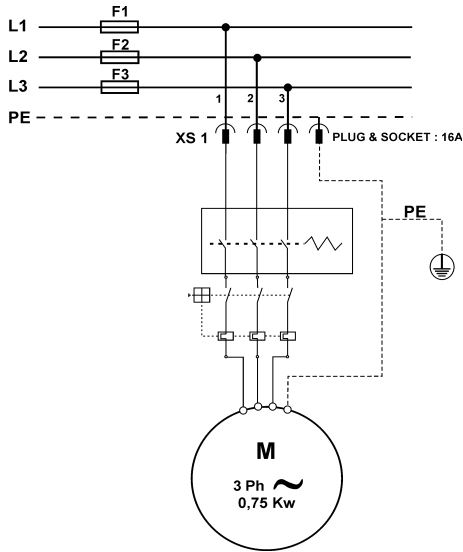 F1
L1
F2
L2
F3
L3
1 2 3
PE
XS 1 PLUG & SOCKET : 16A
PE
M
3 Ph
0,75 Kw